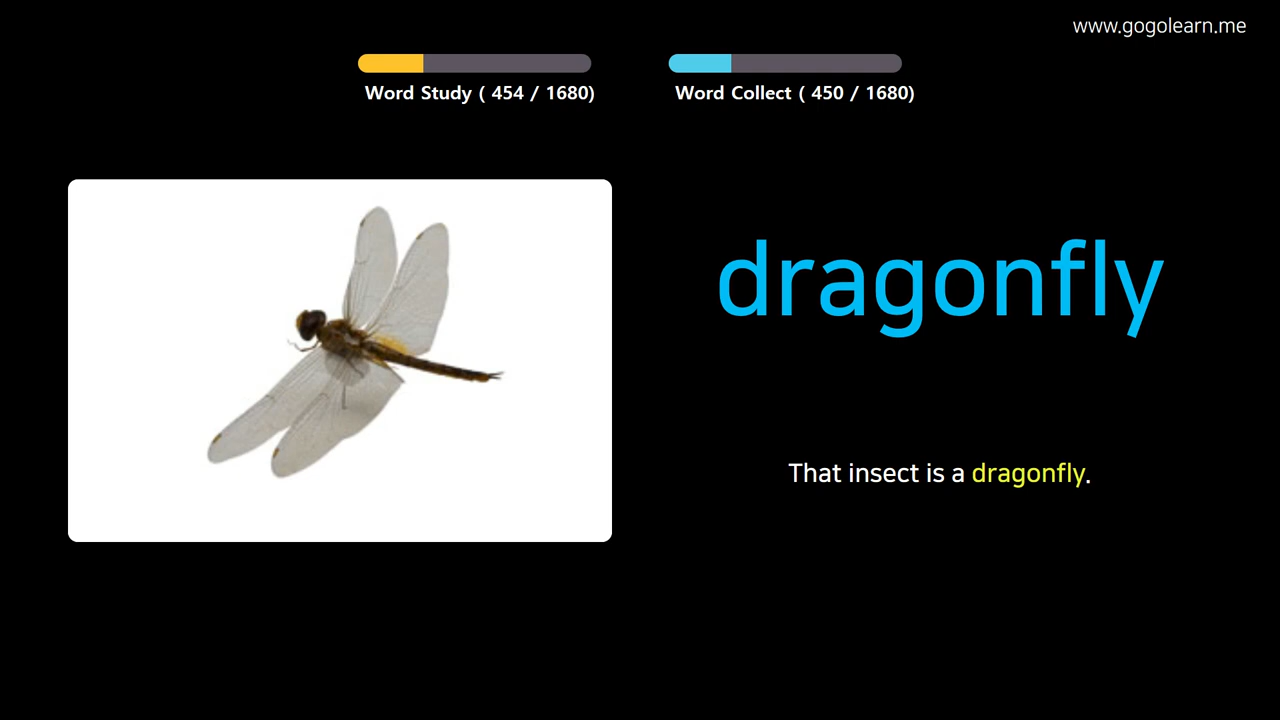 www.gogolearn.me
Word Study ( 454 / 1680)
Word Collect ( 450 / 1680)
dragonfly
That insect is a dragonfly.